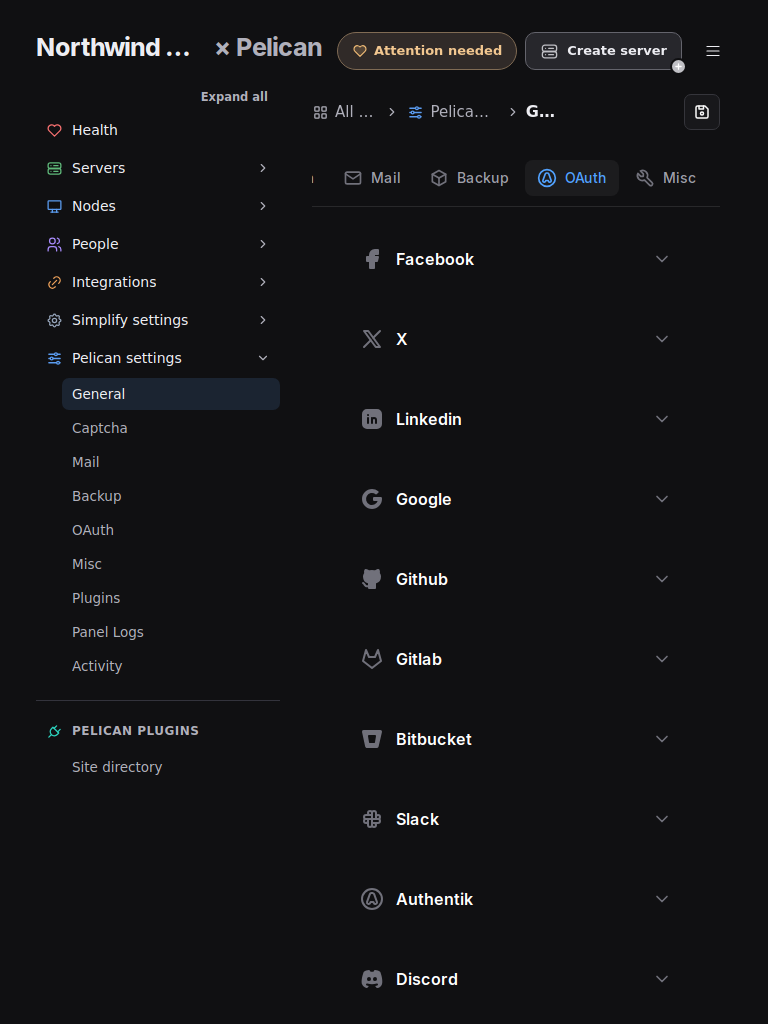 Northwind ... × Pelican
Attention needed
Create server
Expand all
All ... Pelica... G...
Health
Servers
Nodes
People
Integrations
Simplify settings
Pelican settings
General
Captcha
Mail
Backup
OAuth
Misc
Plugins
Panel Logs
Activity
PELICAN PLUGINS
Site directory
Mail Backup OAuth Misc
Facebook
X
Linkedin
Google
Github
Gitlab
Bitbucket
Slack
Authentik
Discord